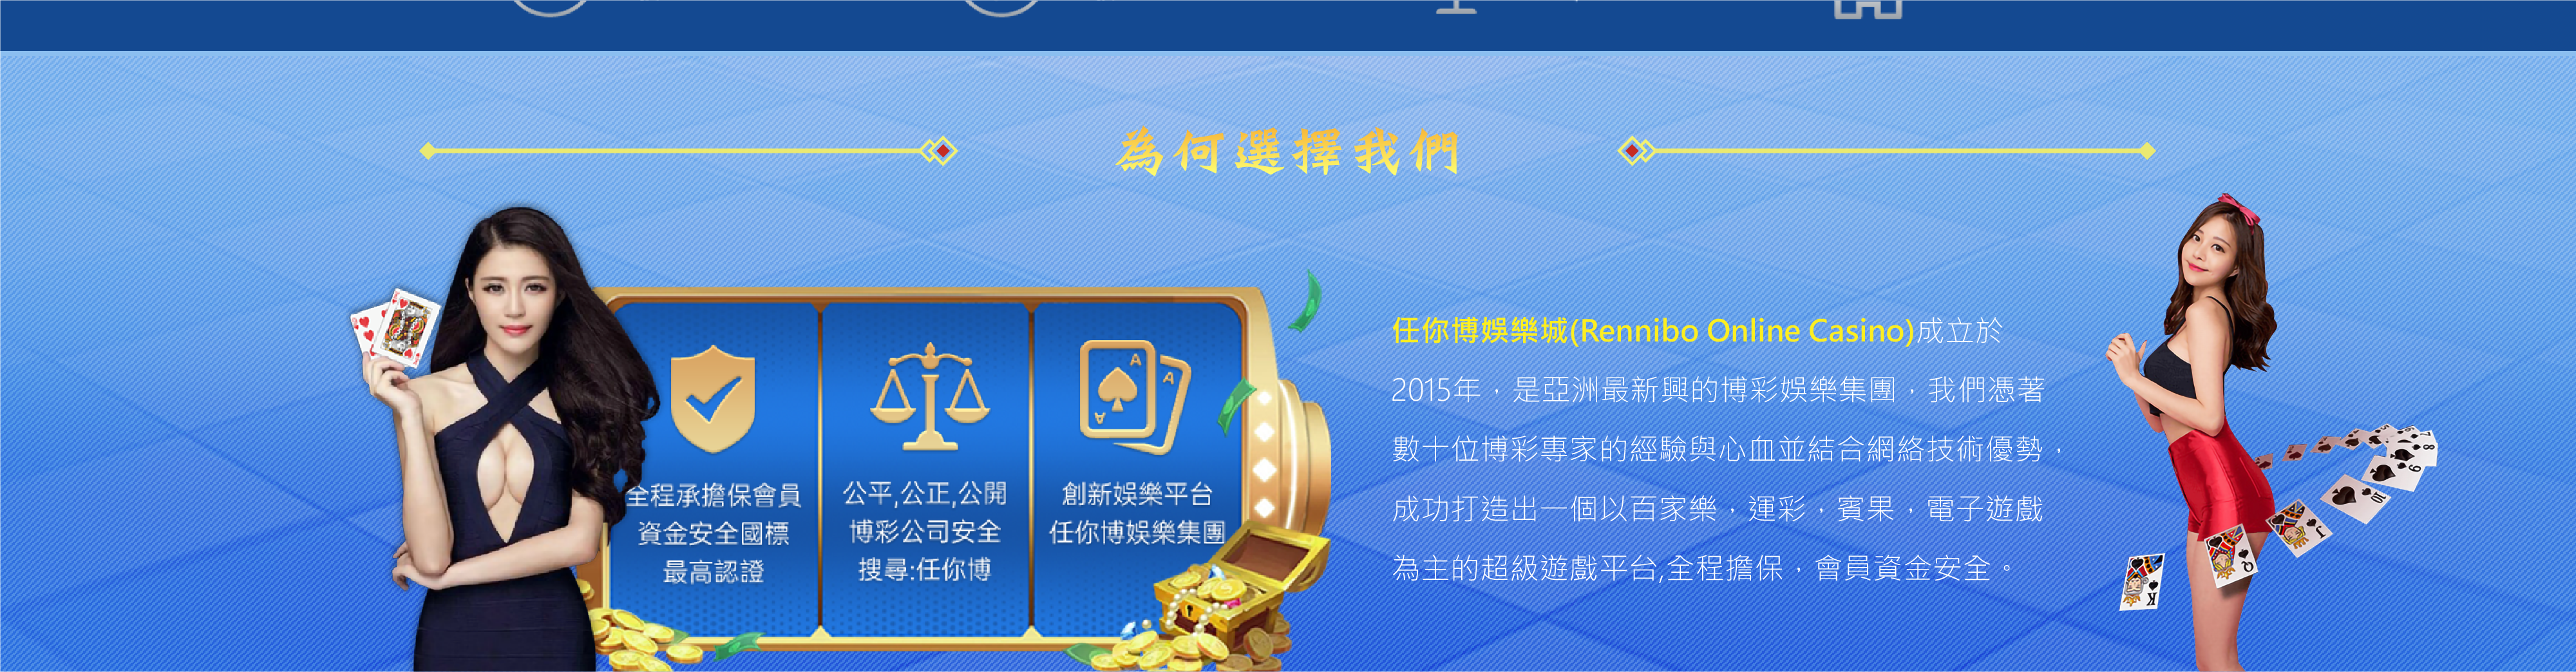 為何選擇我們
全程承擔保會員
資金安全國標
最高認證
公平,公正,公開
博彩公司安全
搜尋:任你博
創新娛樂平台
任你博娛樂集團
任你博娛樂城(Rennibo Online Casino)成立於
2015年，是亞洲最新興的博彩娛樂集團，我們憑著
數十位博彩專家的經驗與心血並結合網絡技術優勢，
成功打造出一個以百家樂，運彩，賓果，電子遊戲
為主的超級遊戲平台,全程擔保，會員資金安全。